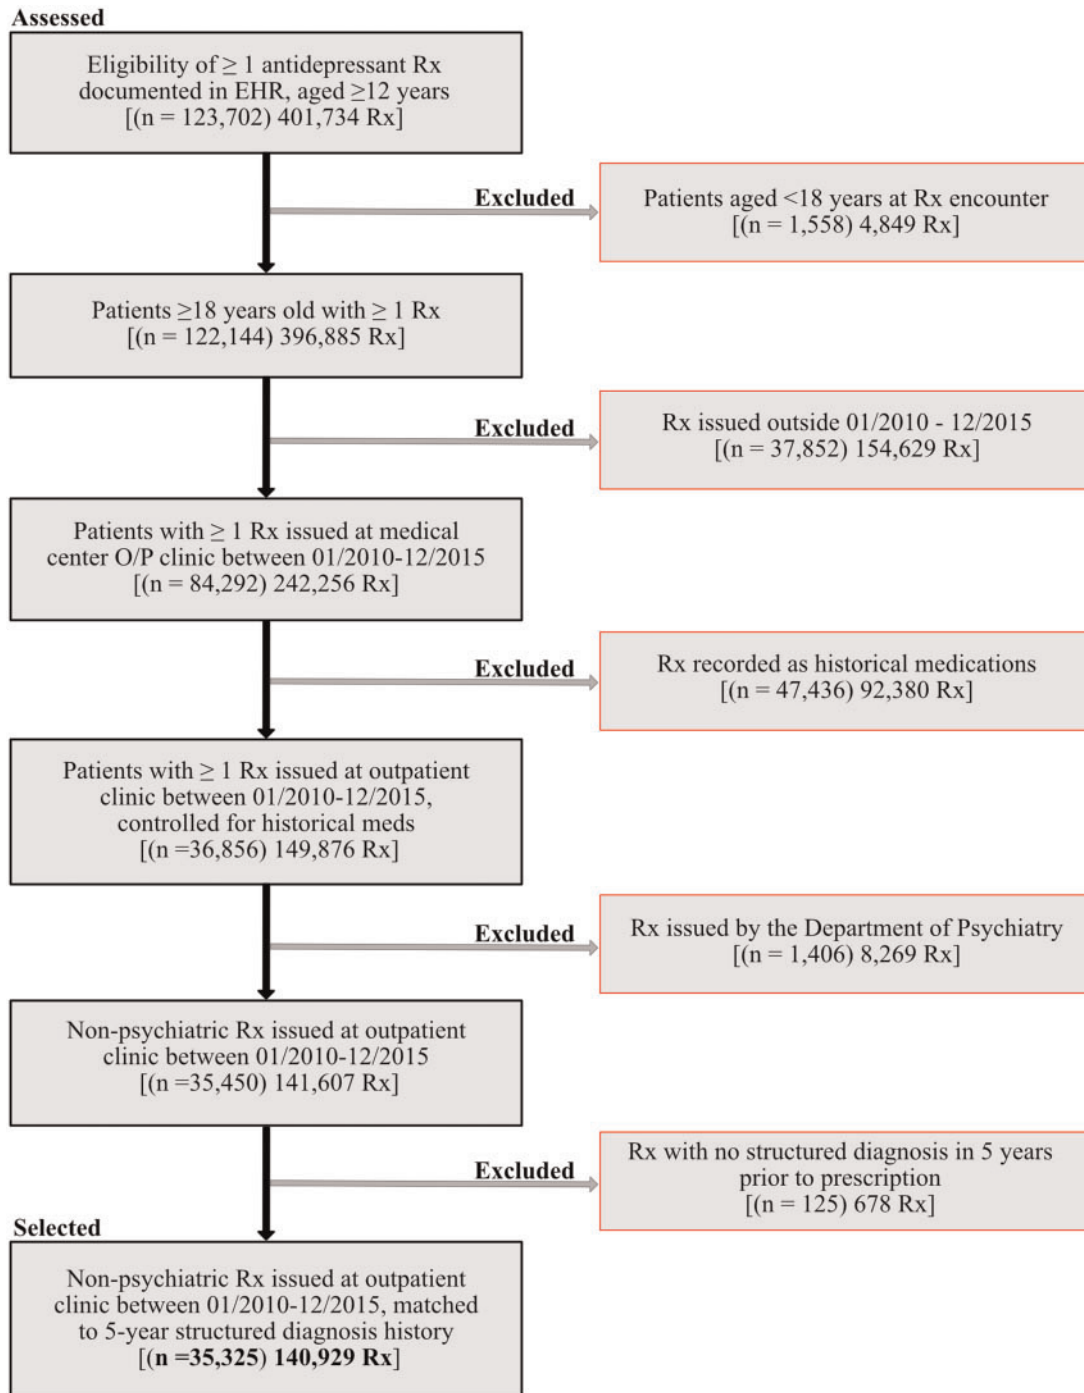 Assessed
Eligibility of ≥ 1 antidepressant Rx
documented in EHR, aged ≥12 years
[(n = 123,702) 401,734 Rx]
Excluded
Patients aged <18 years at Rx encounter
[(n = 1,558) 4,849 Rx]
Patients ≥18 years old with ≥ 1 Rx
[(n = 122,144) 396,885 Rx]
Excluded
Rx issued outside 01/2010 - 12/2015
[(n = 37,852) 154,629 Rx]
Patients with ≥ 1 Rx issued at medical
center O/P clinic between 01/2010-12/2015
[(n = 84,292) 242,256 Rx]
Excluded
Rx recorded as historical medications
[(n = 47,436) 92,380 Rx]
Patients with ≥ 1 Rx issued at outpatient
clinic between 01/2010-12/2015,
controlled for historical meds
[(n =36,856) 149,876 Rx]
Excluded
Rx issued by the Department of Psychiatry
[(n = 1,406) 8,269 Rx]
Non-psychiatric Rx issued at outpatient
clinic between 01/2010-12/2015
[(n =35,450) 141,607 Rx]
Excluded
Rx with no structured diagnosis in 5 years
prior to prescription
[(n = 125) 678 Rx]
Selected
Non-psychiatric Rx issued at outpatient
clinic between 01/2010-12/2015, matched
to 5-year structured diagnosis history
[(n =35,325) 140,929 Rx]